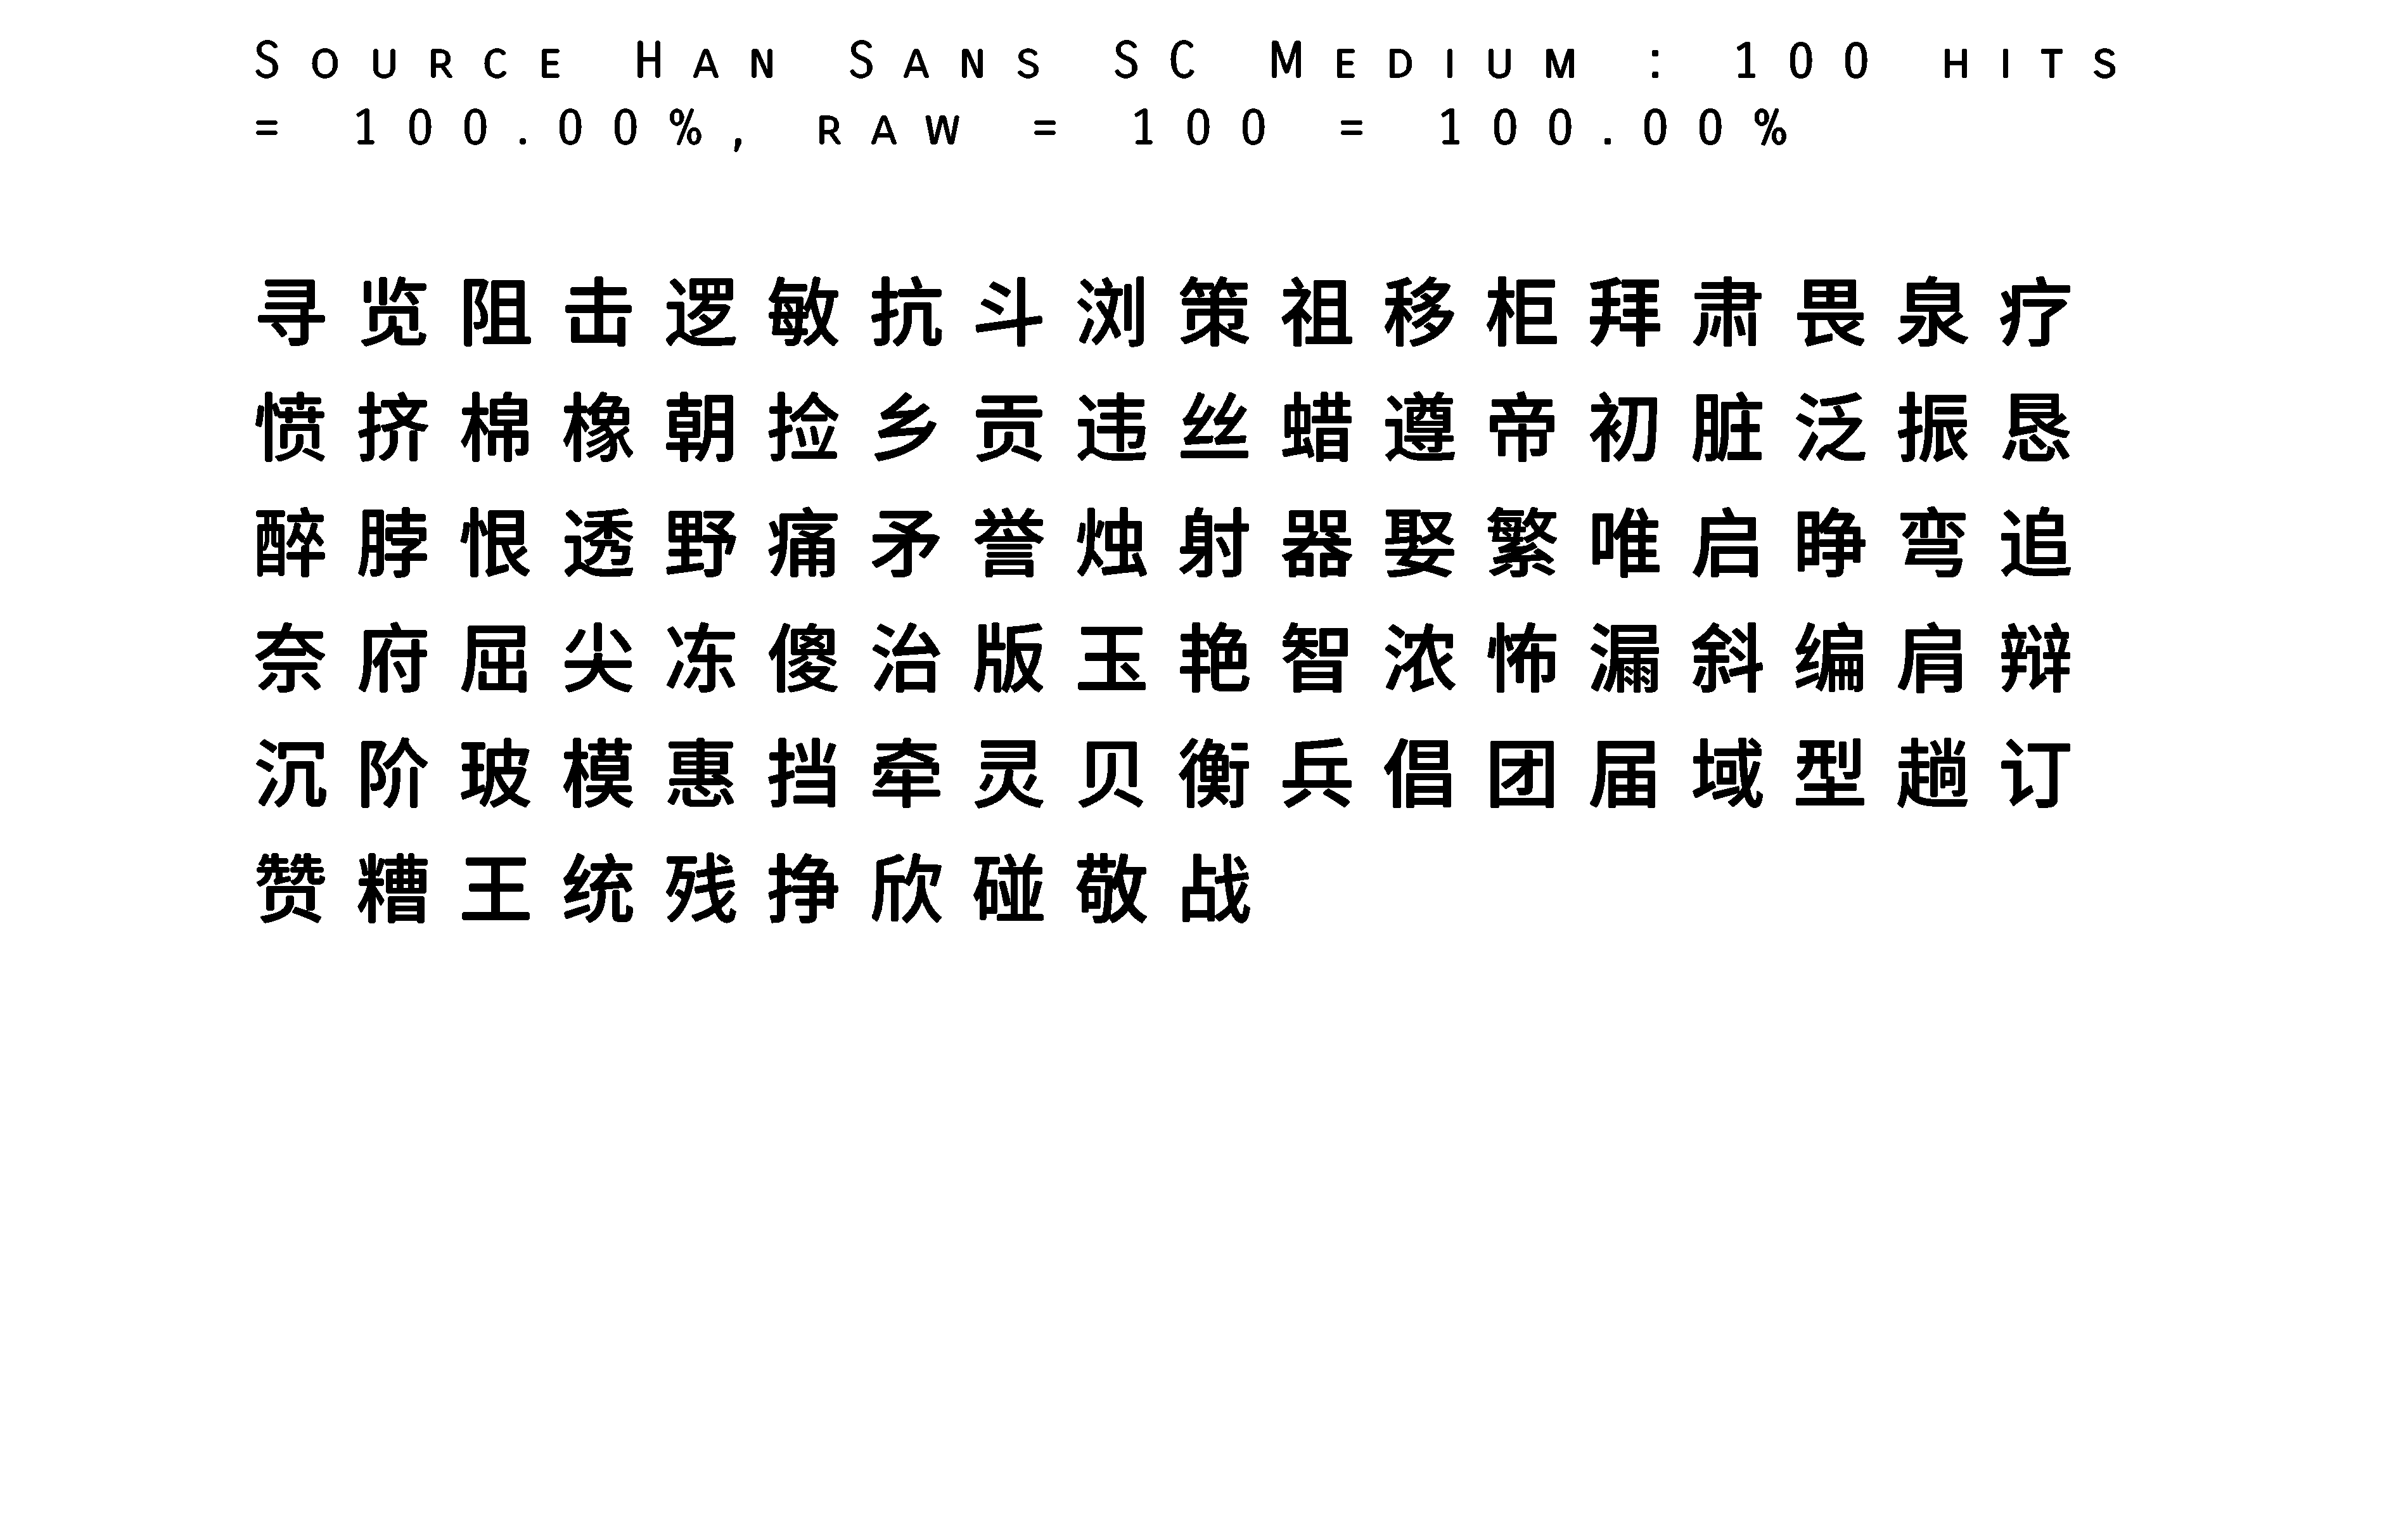 Source Han Sans SC Medium : 100 hits
= 100.00%, raw = 100 = 100.00%
寻览阻击逻敏抗斗浏策祖移柜拜肃畏泉疗
愤挤棉橡朝捡乡贡违丝蜡遵帝初脏泛振恳
醉脖恨透野痛矛誉烛射器娶繁唯启睁弯追
奈府屈尖冻傻治版玉艳智浓怖漏斜编肩辩
沉阶玻模惠挡牵灵贝衡兵倡团届域型趟订
赞糟王统残挣欣碰敬战